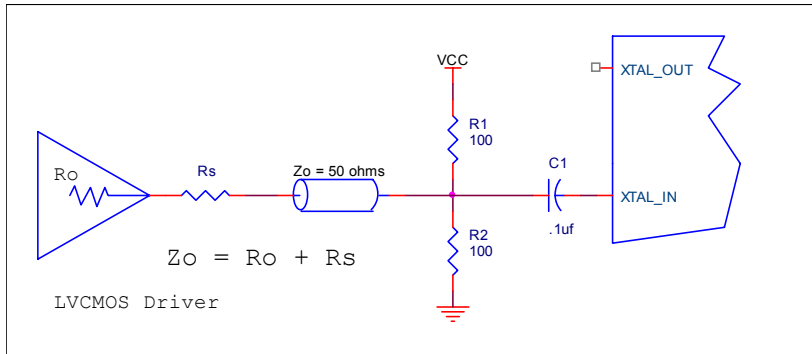 VCC
XTAL_OUT
R1
100
Ro
Rs
Zo = 50 ohms
C1
XTAL_IN
.1uf
R2
100
Zo = Ro + Rs
LVCMOS Driver